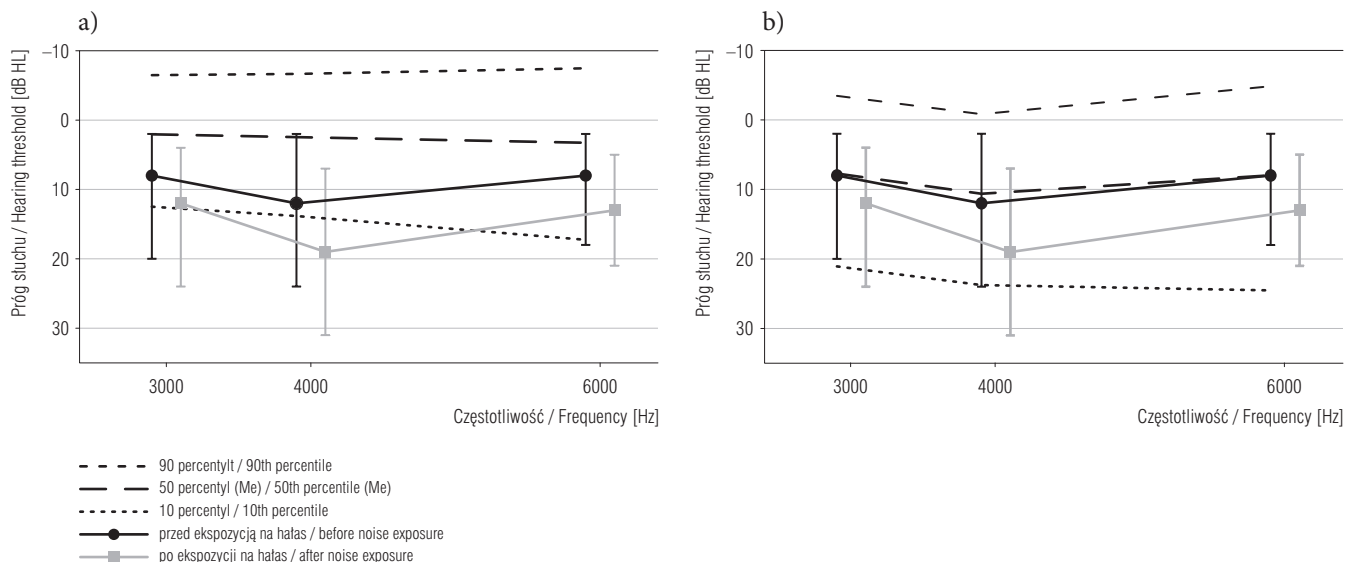 a)
Próg słuchu / Hearing threshold [dB HL]
–10
0
10
20
30
3000 4000 6000
Częstotliwość / Frequency [Hz]
b)
Próg słuchu / Hearing threshold [dB HL]
–10
0
10
20
30
3000 4000 6000
Częstotliwość / Frequency [Hz]
90 percentylt / 90th percentile
50 percentyl (Me) / 50th percentile (Me)
10 percentyl / 10th percentile
przed ekspozycją na hałas / before noise exposure
po ekspozycji na hałas / after noise exposure